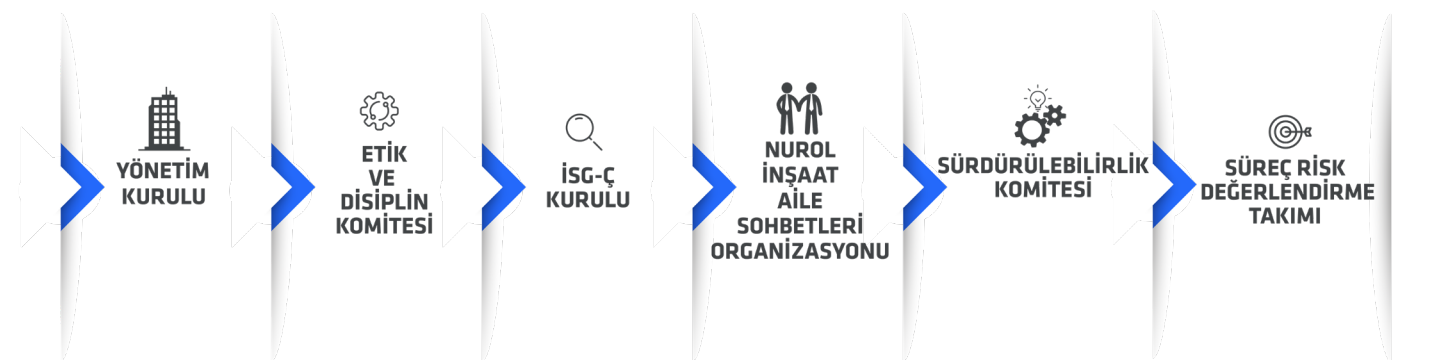 YÖNETİM
KURULU
ETİK
VE
DİSİPLİN
KOMİTESİ
İSG-Ç
KURULU
NUROL
İNŞAAT
AİLE
SOHBETLERİ
ORGANİZASYONU
SÜRDÜRÜLEBİLİRLİK
KOMİTESİ
SÜREÇ RİSK
DEĞERLENDİRME
TAKIMI